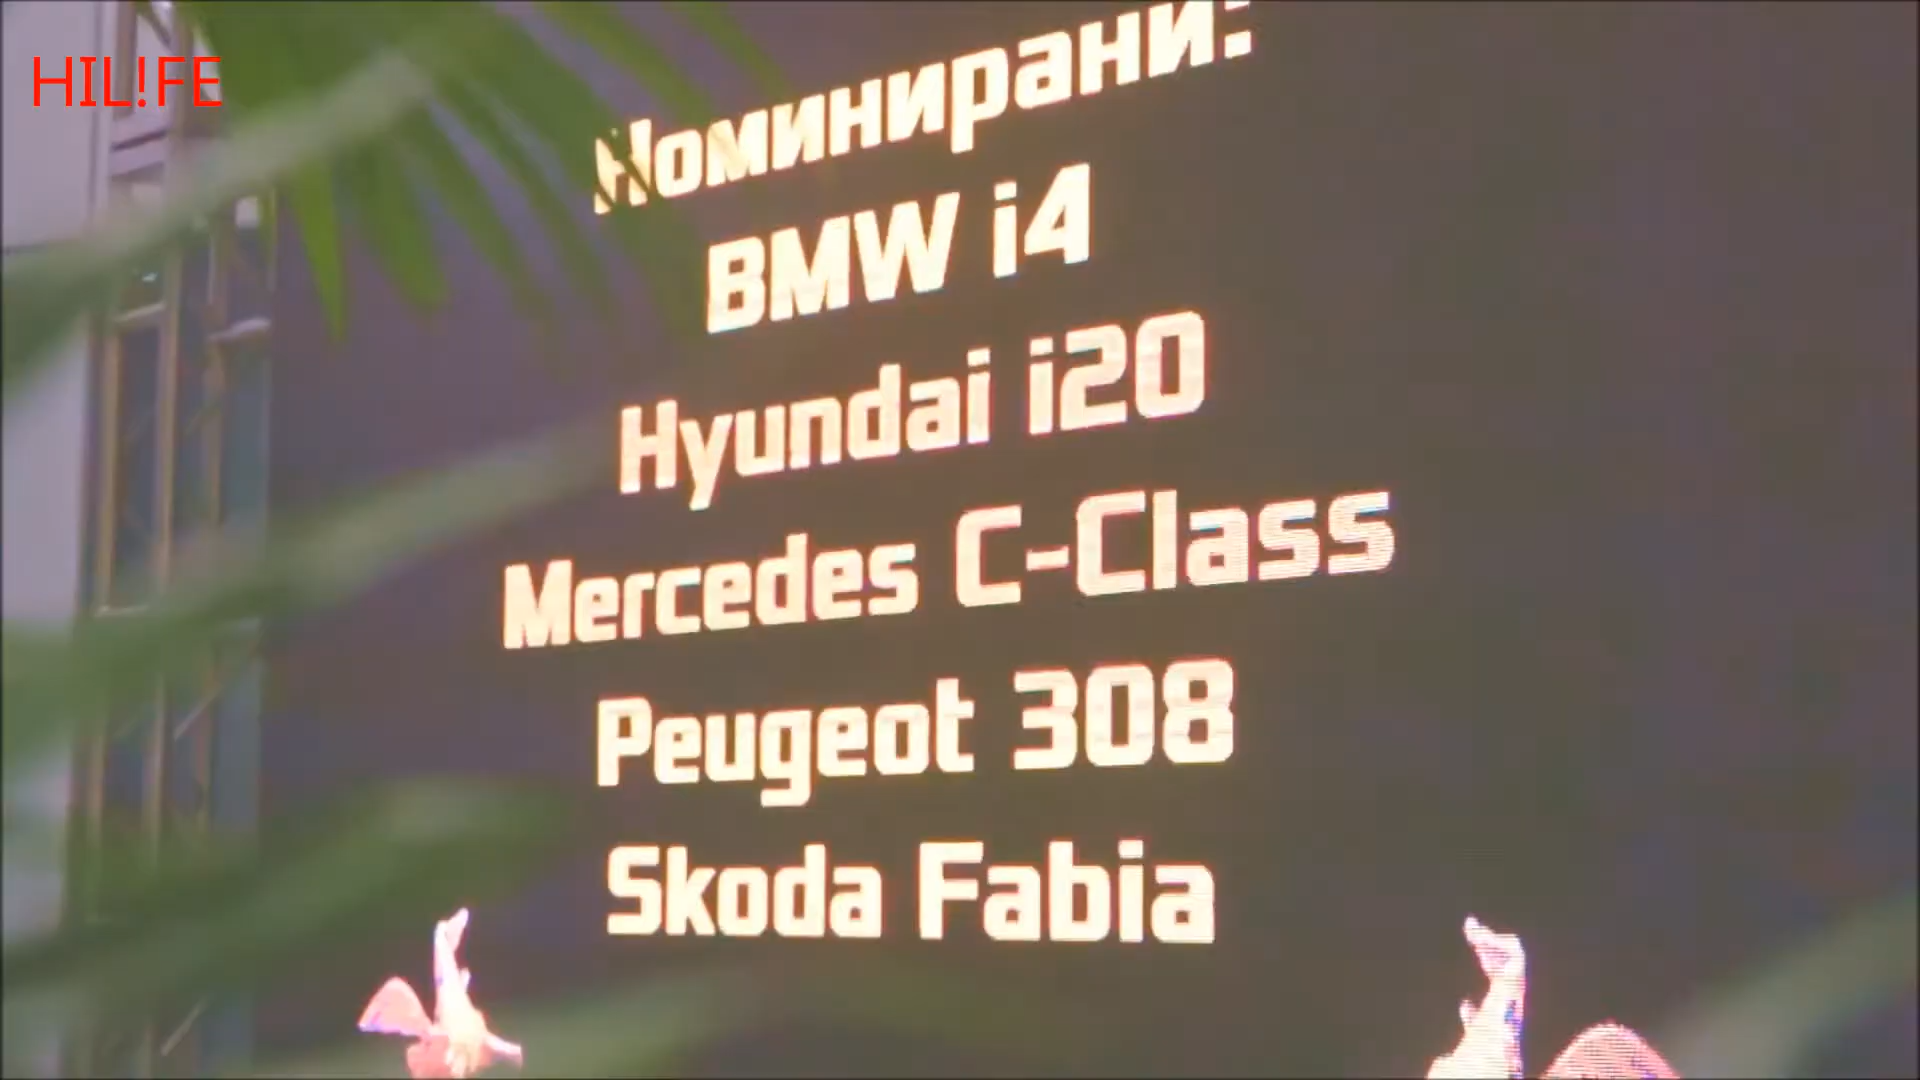 HIL!FE
Номинирани:
BMW i4
Hyundai i20
Mercedes C-Class
Peugeot 308
Skoda Fabia